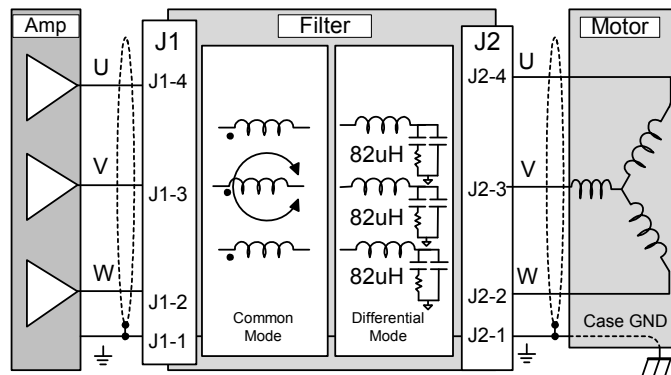 Amp
Filter
Motor
J1
J2
U
J1-4
J2-4
U
82uH
V
J1-3
J2-3
V
82uH
W
J1-2
82uH
J2-2
W
Common
Mode
Differential
Mode
J1-1
J2-1
Case GND